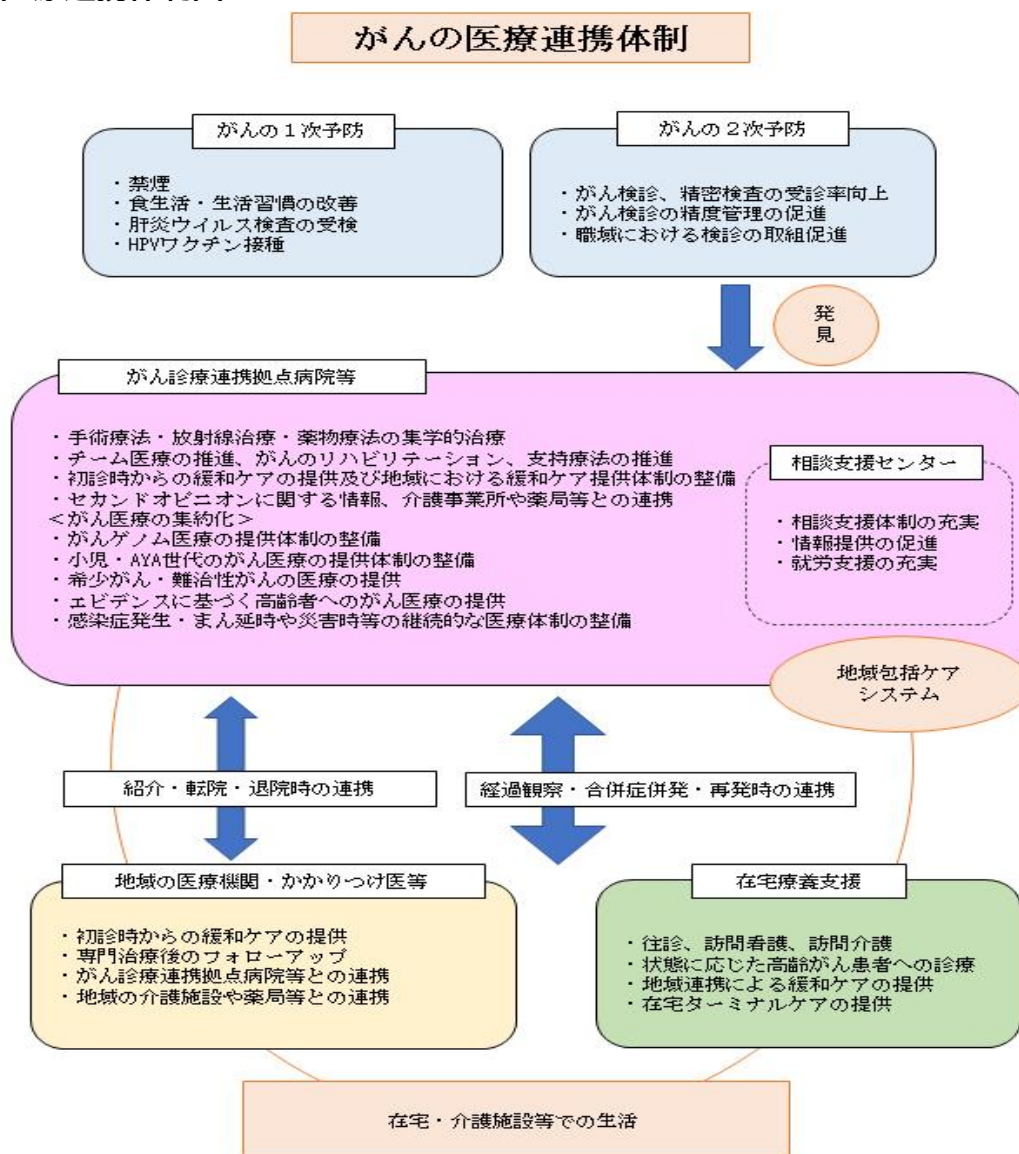 がんの医療連携体制
がんの１次予防
・禁煙
・食生活・生活習慣の改善
・肝炎ウイルス検査の受検
・HPVワクチン接種
がんの２次予防
・がん検診、精密検査の受診率向上
・がん検診の精度管理の促進
・職域における検診の取組促進
発
見
がん診療連携拠点病院等
・手術療法・放射線治療・薬物療法の集学的治療
・チーム医療の推進、がんのリハビリテーション、支持療法の推進
・初診時からの緩和ケアの提供及び地域における緩和ケア提供体制の整備
・セカンドオピニオンに関する情報、介護事業所や薬局等との連携
＜がん医療の集約化＞
・がんゲノム医療の提供体制の整備
・小児・AYA世代のがん医療の提供体制の整備
・希少がん・難治性がんの医療の提供
・エビデンスに基づく高齢者へのがん医療の提供
・感染症発生・まん延時や災害時等の継続的な医療体制の整備
相談支援センター
・相談支援体制の充実
・情報提供の促進
・就労支援の充実
地域包括ケア
システム
紹介・転院・退院時の連携
経過観察・合併症併発・再発時の連携
地域の医療機関・かかりつけ医等
・初診時からの緩和ケアの提供
・専門治療後のフォローアップ
・がん診療連携拠点病院等との連携
・地域の介護施設や薬局等との連携
在宅療養支援
・往診、訪問看護、訪問介護
・状態に応じた高齢がん患者への診療
・地域連携による緩和ケアの提供
・在宅ターミナルケアの提供
在宅・介護施設等での生活